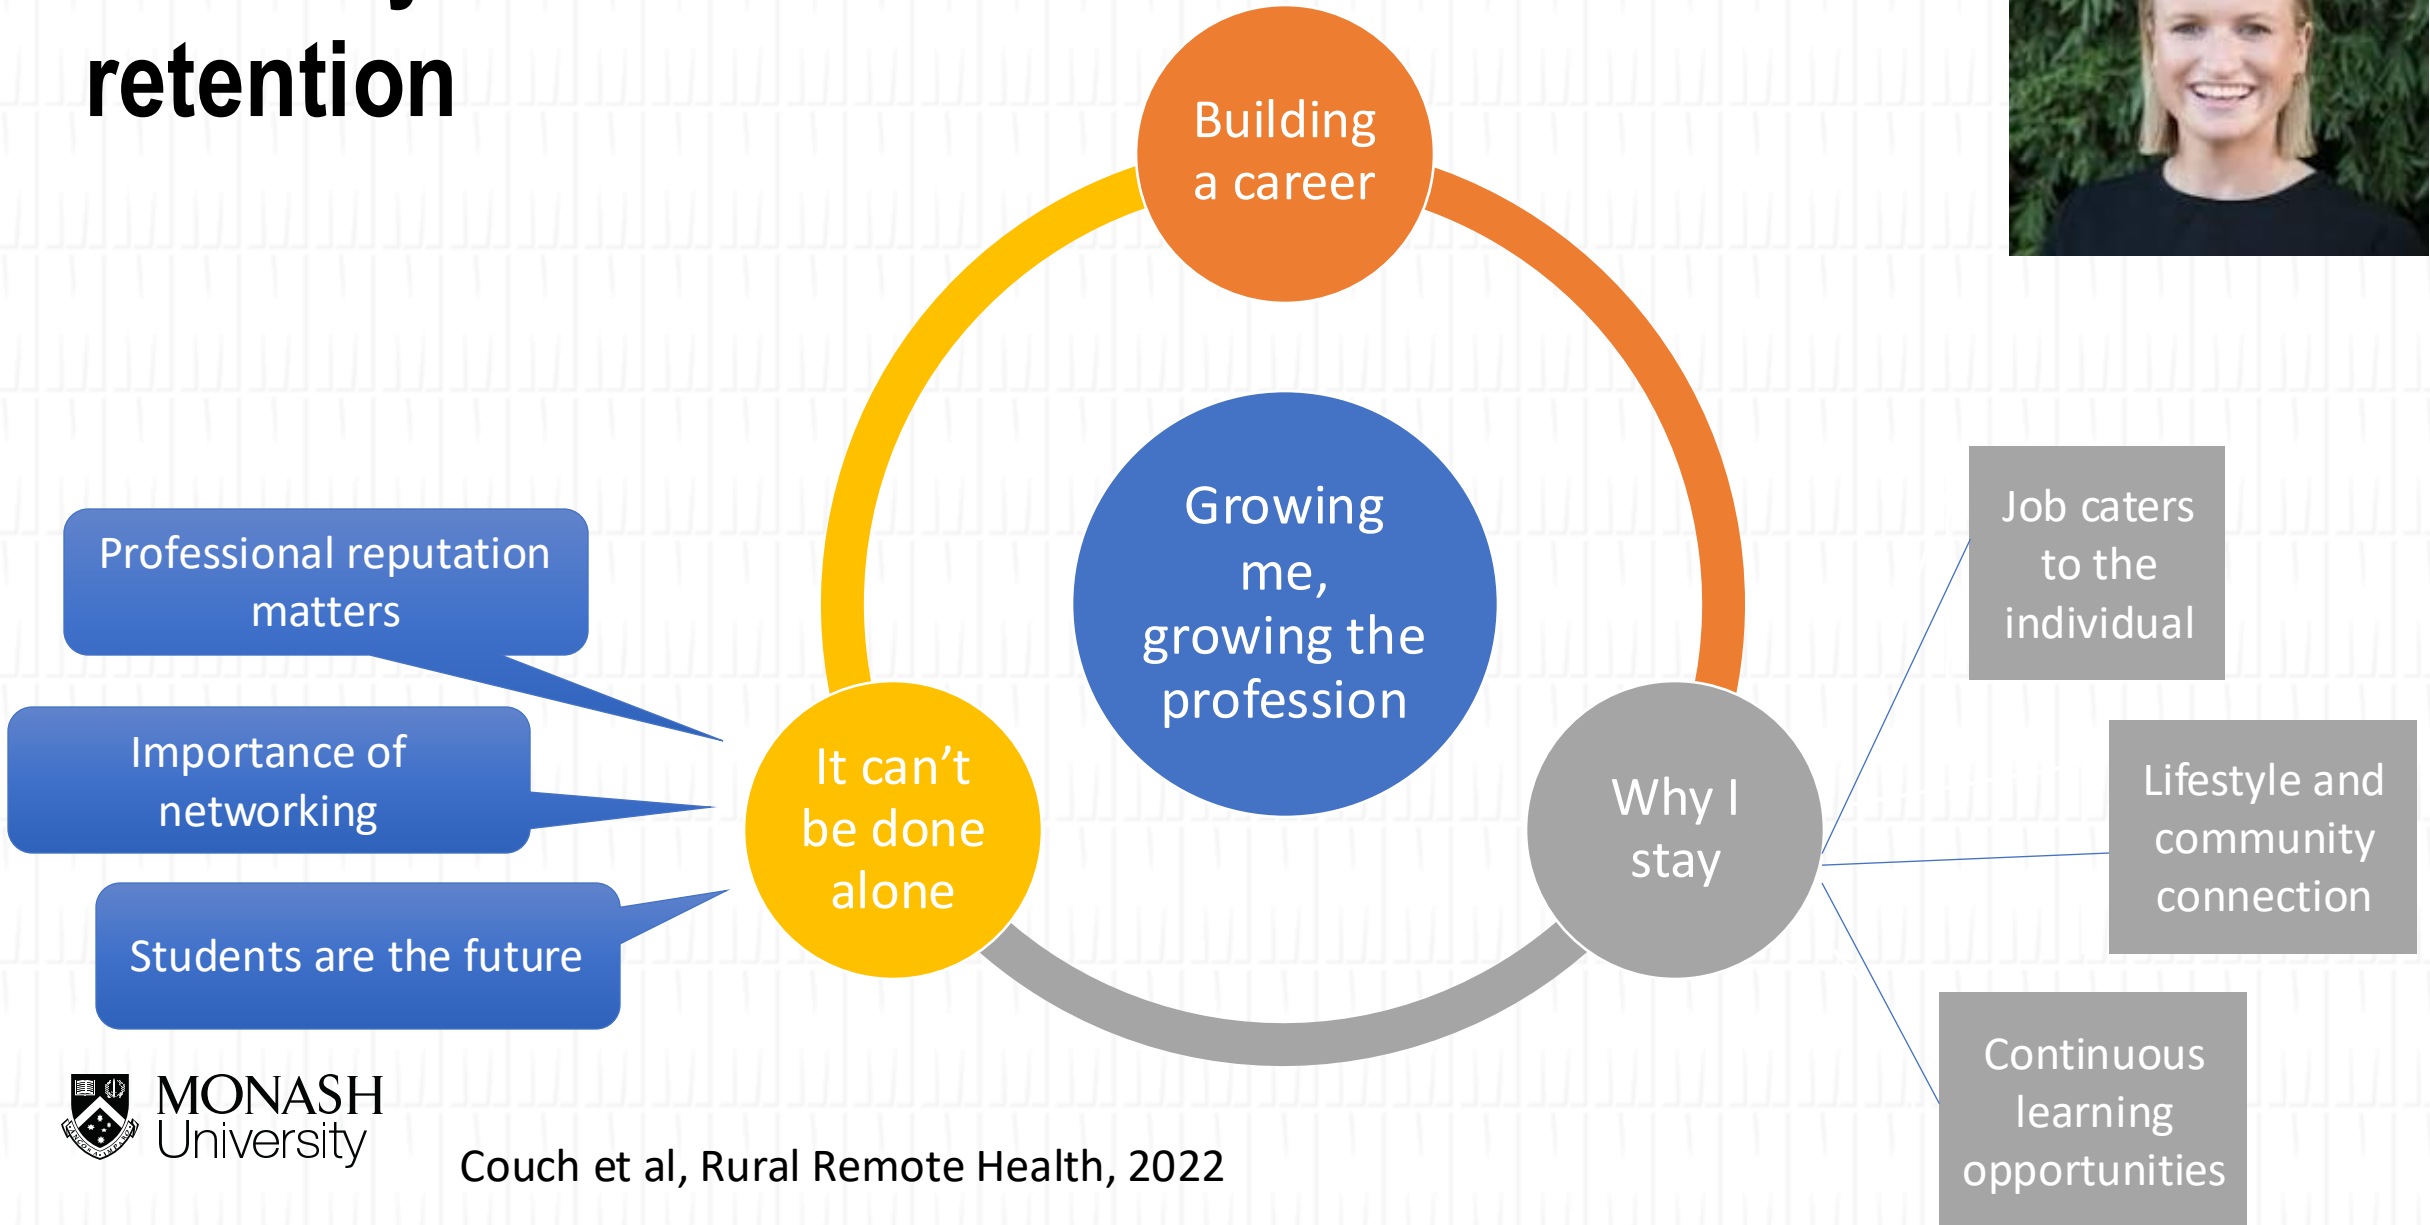 retention
Building
a career
Growing
me,
growing the
profession
Professional reputation
matters
Importance of
networking
Students are the future
It can’t
be done
alone
Why I
stay
Job caters
to the
individual
Lifestyle and
community
connection
Continuous
learning
opportunities
MONASH
University
Couch et al, Rural Remote Health, 2022